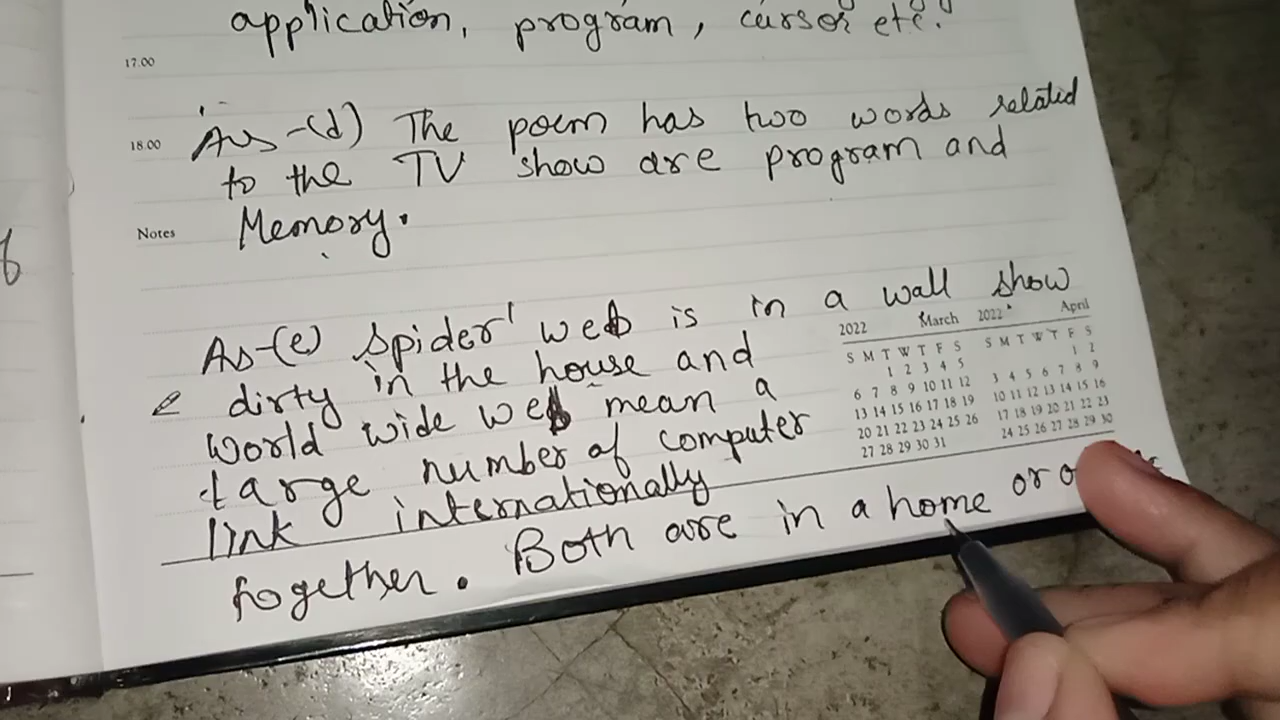 application, program, cursor etc.
17.00
18.00 Ans-(d) The poem has two words related
to the TV show are program and
Notes Memory.
As-(e) Spider' web is in a wall show
dirty in the house and
world wide web mean a
large number of computer
link internationally
together. Both are in a home or
2022 March
S M T W T F S
1 2 3 4 5
6 7 8 9 10 11 12
13 14 15 16 17 18 19
20 21 22 23 24 25 26
27 28 29 30 31
2022 April
S M T W T F S
1 2
3 4 5 6 7 8 9
10 11 12 13 14 15 16
17 18 19 20 21 22 23
24 25 26 27 28 29 30